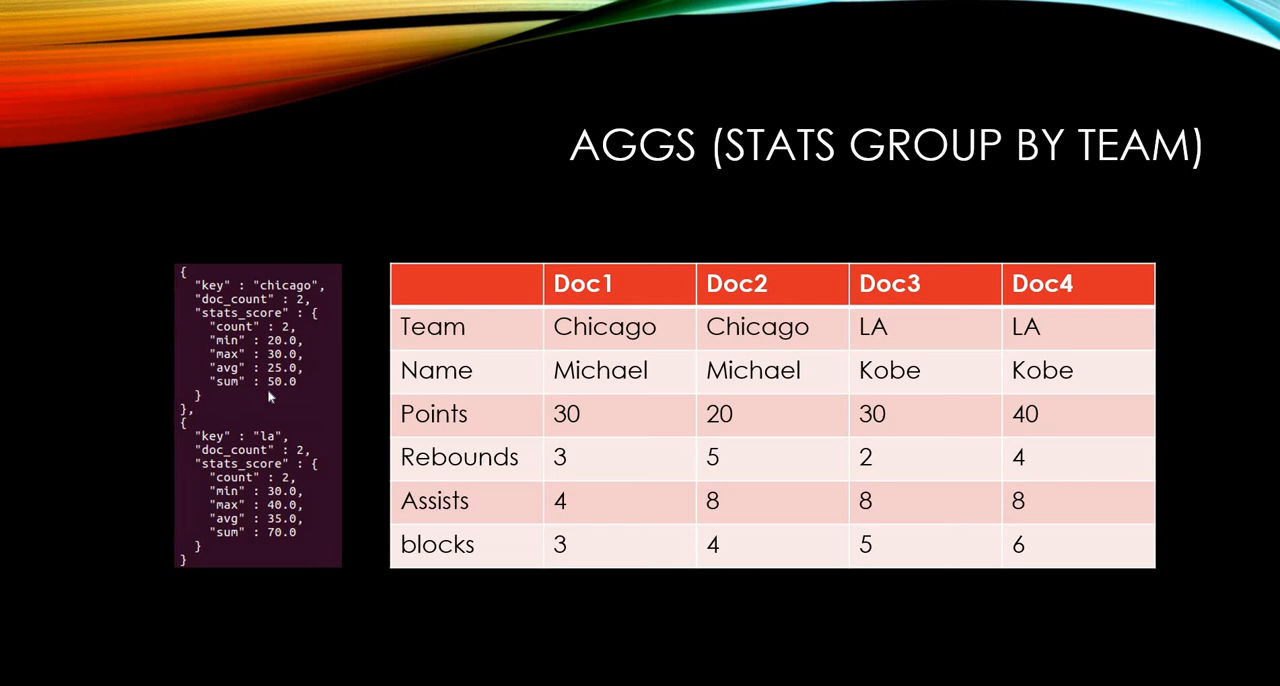 AGGS (STATS GROUP BY TEAM)
{
"key" : "chicago",
"doc_count" : 2,
"stats_score" : {
"count" : 2,
"min" : 20.0,
"max" : 30.0,
"avg" : 25.0,
"sum" : 50.0
}
},
{
"key" : "la",
"doc_count" : 2,
"stats_score" : {
"count" : 2,
"min" : 30.0,
"max" : 40.0,
"avg" : 35.0,
"sum" : 70.0
}
}
Doc1 Doc2 Doc3 Doc4
Team Chicago Chicago LA LA
Name Michael Michael Kobe Kobe
Points 30 20 30 40
Rebounds 3 5 2 4
Assists 4 8 8 8
blocks 3 4 5 6